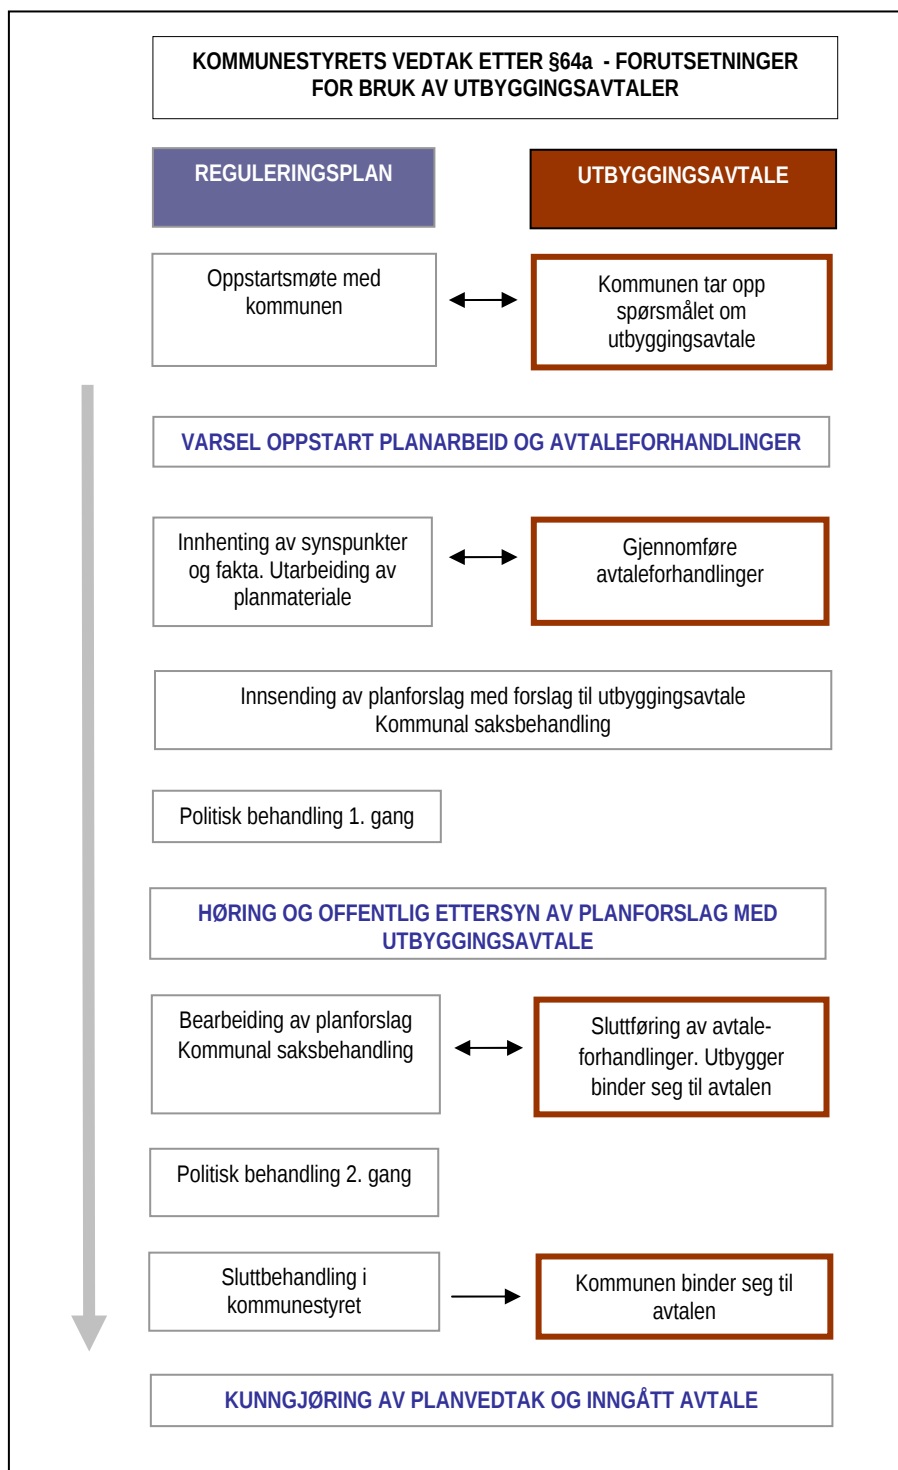 KOMMUNESTYRETS VEDTAK ETTER §64a - FORUTSETNINGER
FOR BRUK AV UTBYGGINGSAVTALER
REGULERINGSPLAN
UTBYGGINGSAVTALE
Oppstartsmøte med
kommunen
Kommunen tar opp
spørsmålet om
utbyggingsavtale
VARSEL OPPSTART PLANARBEID OG AVTALEFORHANDLINGER
Innhenting av synspunkter
og fakta. Utarbeiding av
planmateriale
Gjennomføre
avtaleforhandlinger
Innsending av planforslag med forslag til utbyggingsavtale
Kommunal saksbehandling
Politisk behandling 1. gang
HØRING OG OFFENTLIG ETTERSYN AV PLANFORSLAG MED
UTBYGGINGSAVTALE
Bearbeiding av planforslag
Kommunal saksbehandling
Sluttføring av avtale-
forhandlinger. Utbygger
binder seg til avtalen
Politisk behandling 2. gang
Sluttbehandling i
kommunestyret
Kommunen binder seg til
avtalen
KUNNGJØRING AV PLANVEDTAK OG INNGÅTT AVTALE